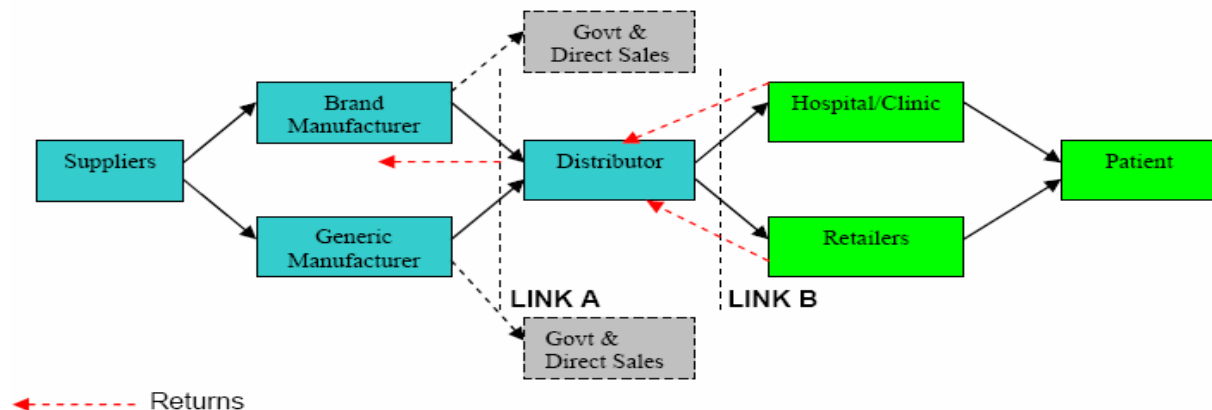 Govt &
Direct Sales
Brand
Manufacturer
Hospital/Clinic
Suppliers
Distributor
Patient
Generic
Manufacturer
Retailers
LINK A
LINK B
Govt &
Direct Sales
Returns